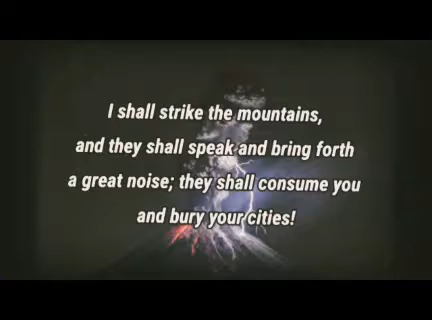 I shall strike the mountains,
and they shall speak and bring forth
a great noise; they shall consume you
and bury your cities!